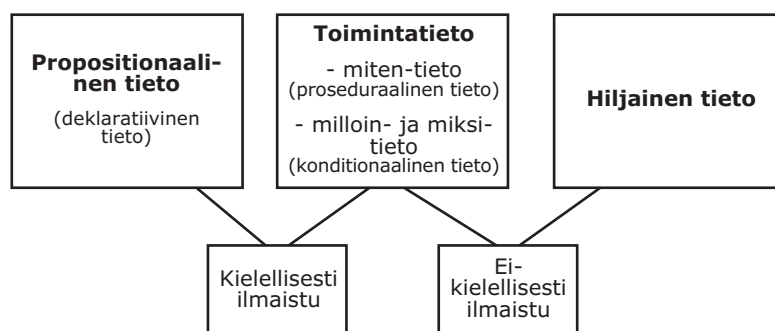 Propositionaali-
nen tieto
(deklaratiivinen
tieto)
Toimintatieto
- miten-tieto
(proseduraalinen tieto)
- milloin- ja miksi-
tieto
(konditionaalinen tieto)
Hiljainen tieto
Kielellisesti
ilmaistu
Ei-
kielellisesti
ilmaistu